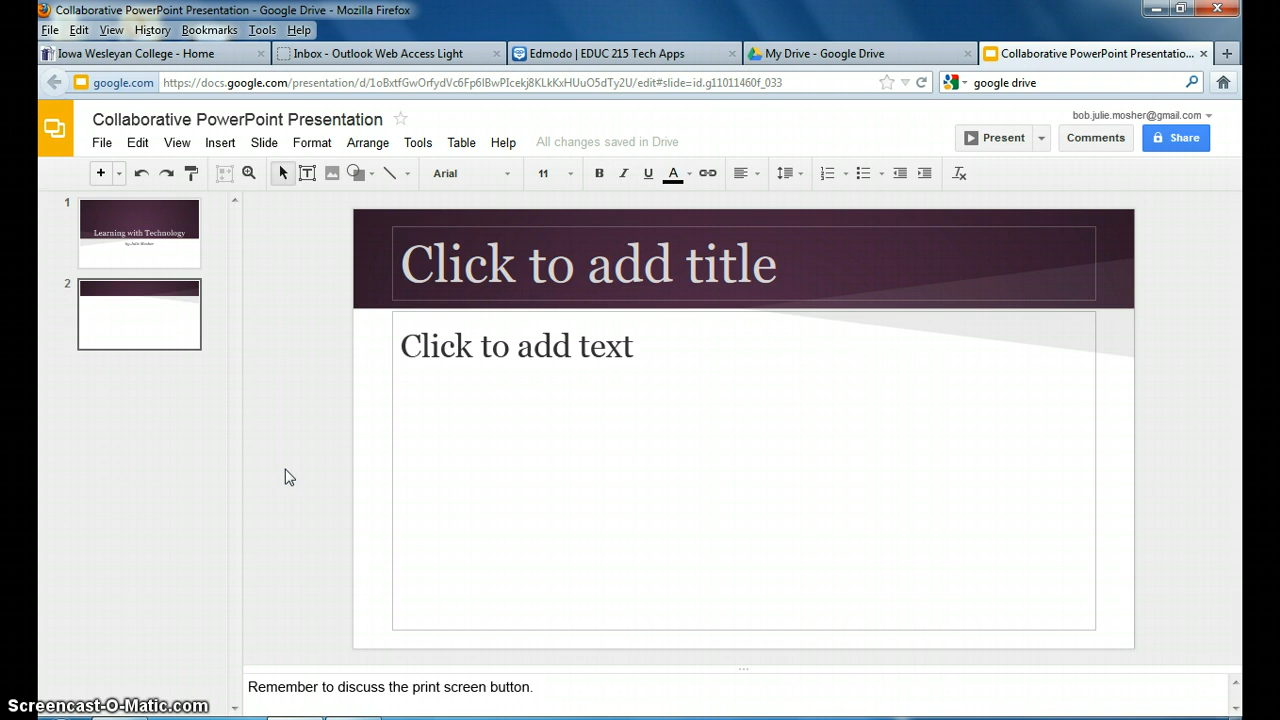 Collaborative PowerPoint Presentation - Google Drive - Mozilla Firefox
File Edit View History Bookmarks Tools Help
Iowa Wesleyan College - Home
Inbox - Outlook Web Access Light
Edmodo | EDUC 215 Tech Apps
My Drive - Google Drive
Collaborative PowerPoint Presentatio...
google.com
https://docs.google.com/presentation/d/1oBxtfGwOrfydVc6Fp6lBwPIcekj8KLkKxHUuO5dTy2U/edit#slide=id.g11011460f_033
google drive
Collaborative PowerPoint Presentation
bob.julie.mosher@gmail.com
File Edit View Insert Slide Format Arrange Tools Table Help
All changes saved in Drive
Present
Comments
Share
Arial
11
B I U A
1
Learning with Technology
by Julie Mosher
2
Click to add title
Click to add text
Remember to discuss the print screen button.
Screencast-O-Matic.com